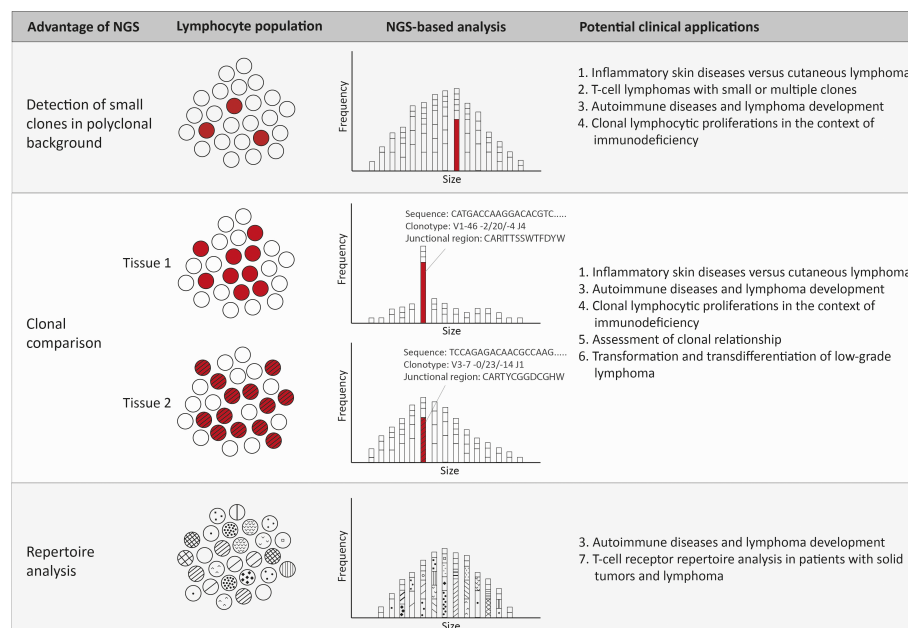 Advantage of NGS Lymphocyte population NGS-based analysis Potential clinical applications
Detection of small
clones in polyclonal
background
Frequency
Size
1. Inflammatory skin diseases versus cutaneous lymphoma
2. T-cell lymphomas with small or multiple clones
3. Autoimmune diseases and lymphoma development
4. Clonal lymphocytic proliferations in the context of
immunodeficiency
Clonal
comparison
Tissue 1
Frequency
Sequence: CATGACCAAGGACACGTC.....
Clonotype: V1-46 -2/20/-4 J4
Junctional region: CARITTSSWTFDYW
Size
Tissue 2
Frequency
Sequence: TCCAGAGACAACGCCAAG.....
Clonotype: V3-7 -0/23/-14 J1
Junctional region: CARTYCGGDCGHW
Size
1. Inflammatory skin diseases versus cutaneous lymphoma
3. Autoimmune diseases and lymphoma development
4. Clonal lymphocytic proliferations in the context of
immunodeficiency
5. Assessment of clonal relationship
6. Transformation and transdifferentiation of low-grade
lymphoma
Repertoire
analysis
Frequency
Size
3. Autoimmune diseases and lymphoma development
7. T-cell receptor repertoire analysis in patients with solid
tumors and lymphoma